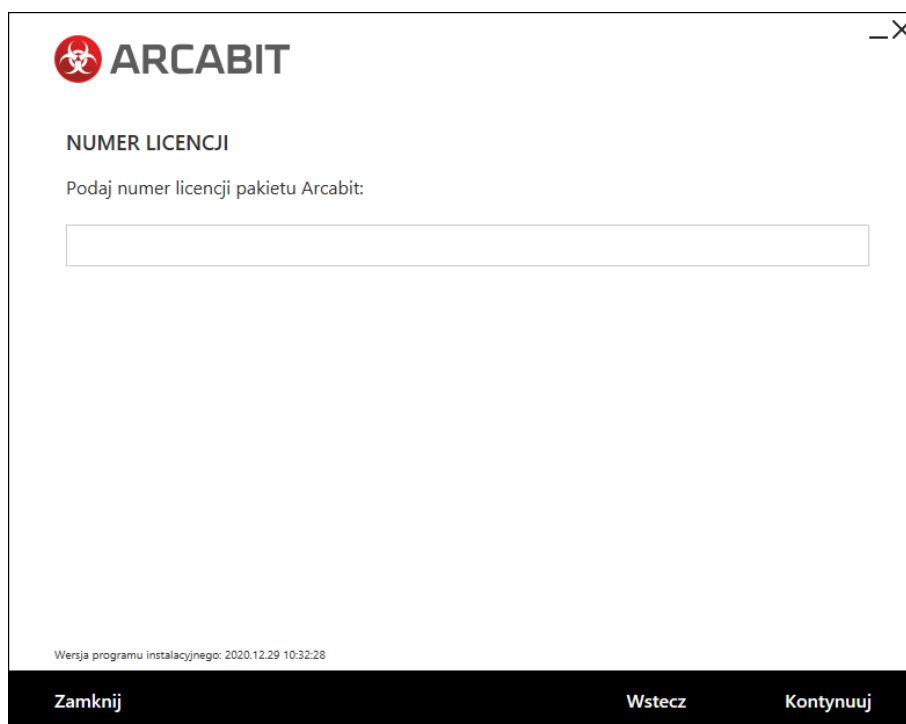 ARCABIT
NUMER LICENCJI
Podaj numer licencji pakietu Arcabit:
Wersja programu instalacyjnego: 2020.12.29 10:32:28
Zamknij Wstecz Kontynuuj